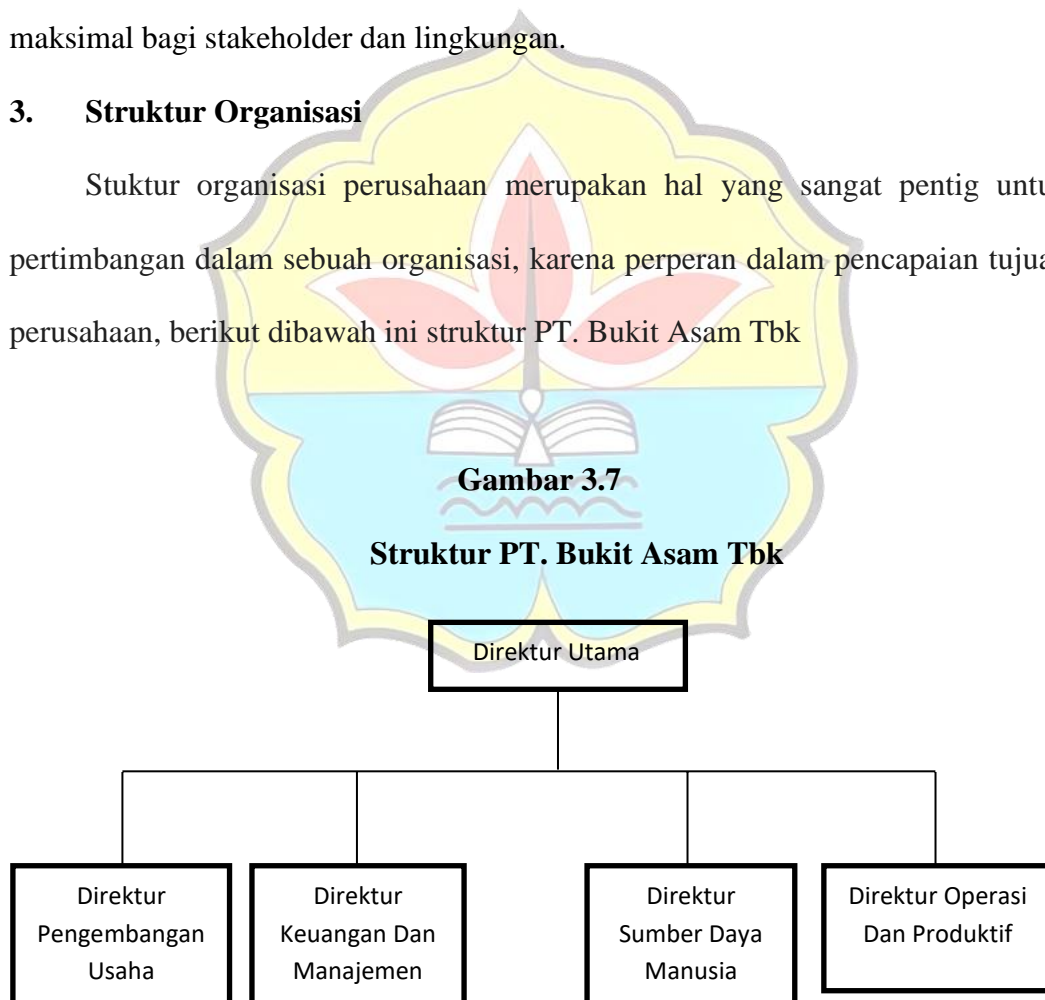 maksimal bagi stakeholder dan lingkungan.
3. Struktur Organisasi
Stuktur organisasi perusahaan merupakan hal yang sangat pentig untu
pertimbangan dalam sebuah organisasi, karena perperan dalam pencapaian tujua
perusahaan, berikut dibawah ini struktur PT. Bukit Asam Tbk
Gambar 3.7
Struktur PT. Bukit Asam Tbk
Direktur Utama
Direktur
Pengembangan
Usaha
Direktur
Keuangan Dan
Manajemen
Direktur
Sumber Daya
Manusia
Direktur Operasi
Dan Produktif